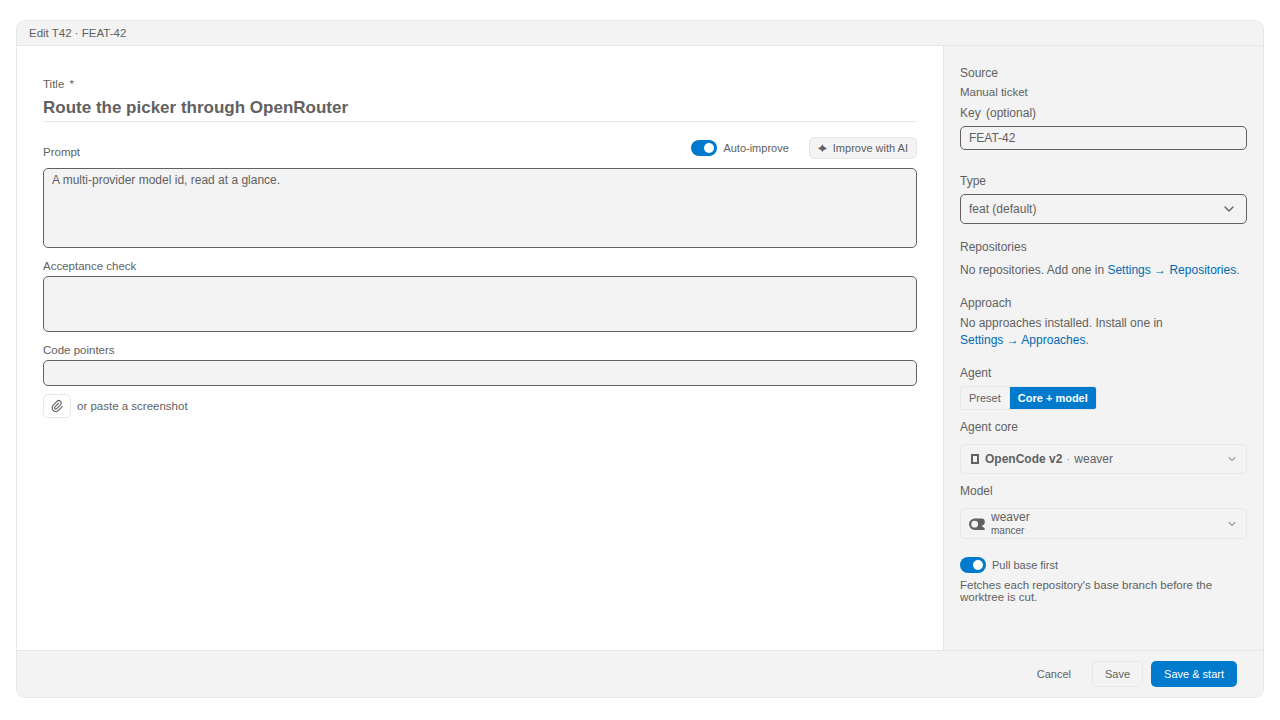 Edit T42 · FEAT-42
Title *
Route the picker through OpenRouter
Prompt
Auto-improve
Improve with AI
A multi-provider model id, read at a glance.
Acceptance check
Code pointers
or paste a screenshot
Source
Manual ticket
Key (optional)
FEAT-42
Type
feat (default)
Repositories
No repositories. Add one in Settings → Repositories.
Approach
No approaches installed. Install one in
Settings → Approaches.
Agent
Preset
Core + model
Agent core
OpenCode v2 · weaver
Model
weaver
mancer
Pull base first
Fetches each repository's base branch before the
worktree is cut.
Cancel
Save
Save & start